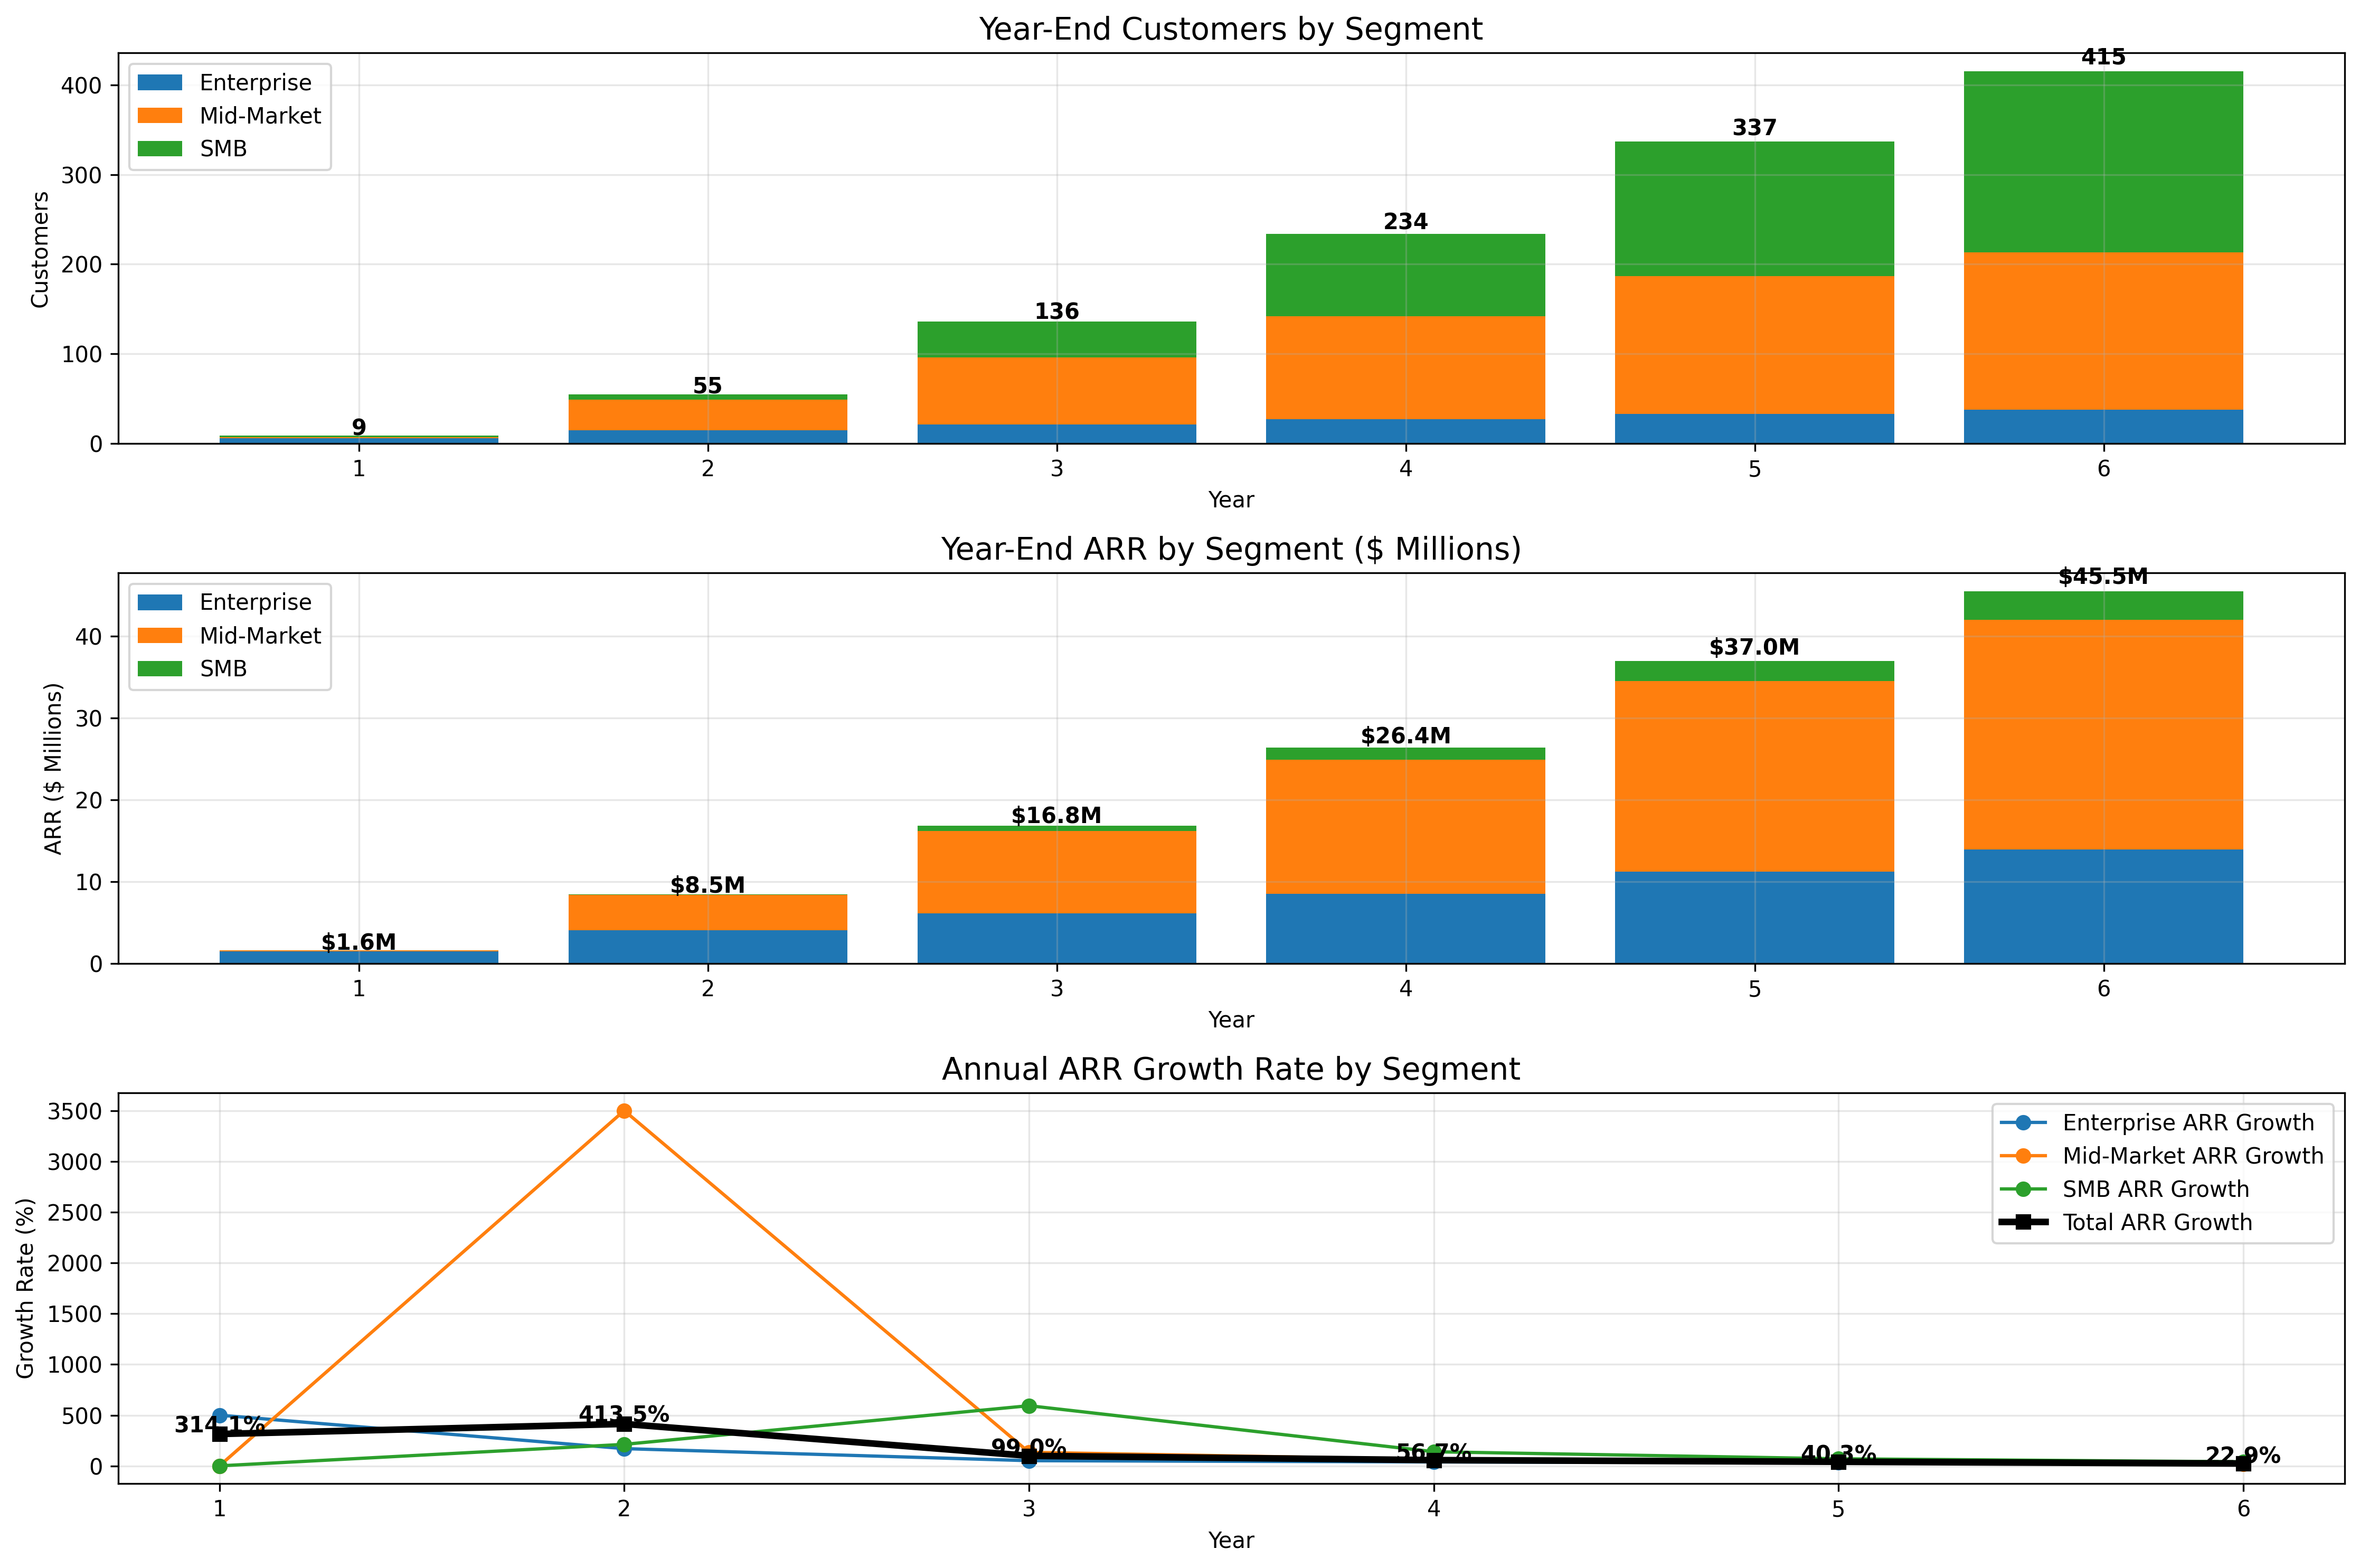 Year-End Customers by Segment
Enterprise
Mid-Market
SMB
Customers
400
300
200
100
0
9
55
136
234
337
415
1 2 3 4 5 6
Year
Year-End ARR by Segment ($ Millions)
Enterprise
Mid-Market
SMB
ARR ($ Millions)
40
30
20
10
0
$1.6M
$8.5M
$16.8M
$26.4M
$37.0M
$45.5M
1 2 3 4 5 6
Year
Annual ARR Growth Rate by Segment
Enterprise ARR Growth
Mid-Market ARR Growth
SMB ARR Growth
Total ARR Growth
Growth Rate (%)
3500
3000
2500
2000
1500
1000
500
0
314.1%
413.5%
99.0%
56.7%
40.3%
22.9%
1 2 3 4 5 6
Year